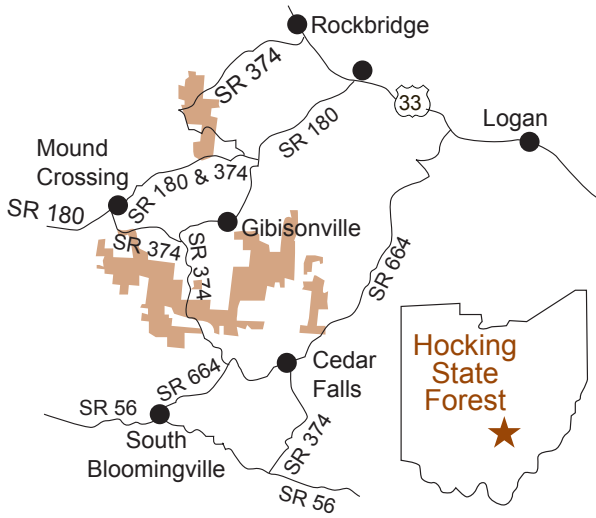 Rockbridge
SR 374
33
Logan
SR 180
Mound
Crossing
SR 180 & 374
SR 180
Gibisonville
SR 374
SR 374
SR 664
Hocking
State
Forest
Cedar
Falls
SR 664
SR 56
South
Bloomingville
SR 374
SR 56